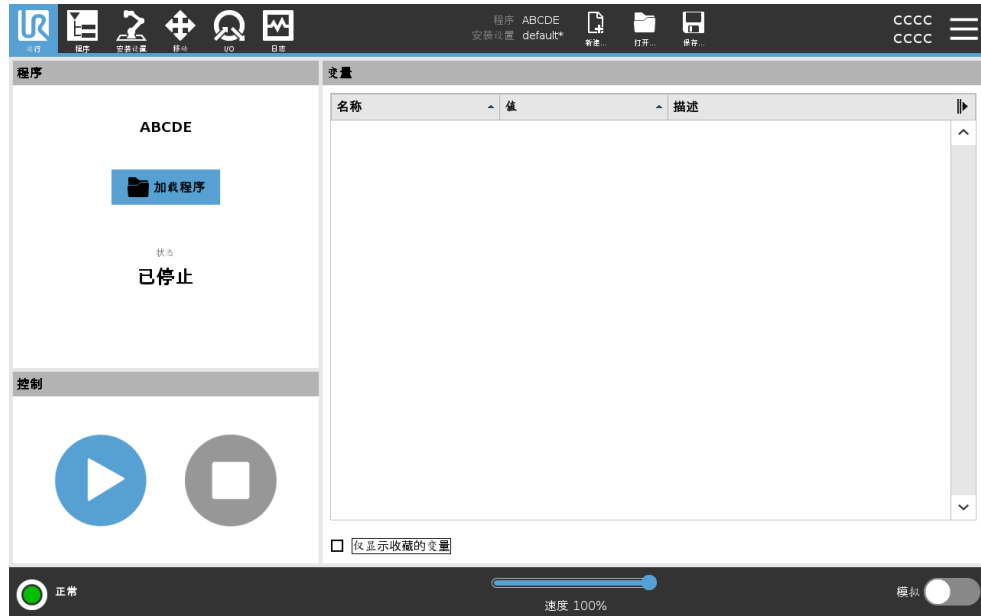 程序 ABCDE
安装设置 default*
CCCC
CCCC
运行
程序
安装设置
移动
I/O
日志
新建...
打开...
保存...
程序
变量
名称 值 描述
ABCDE
加载程序
状态
已停止
控制
仅显示收藏的变量
正常
速度 100%
模拟